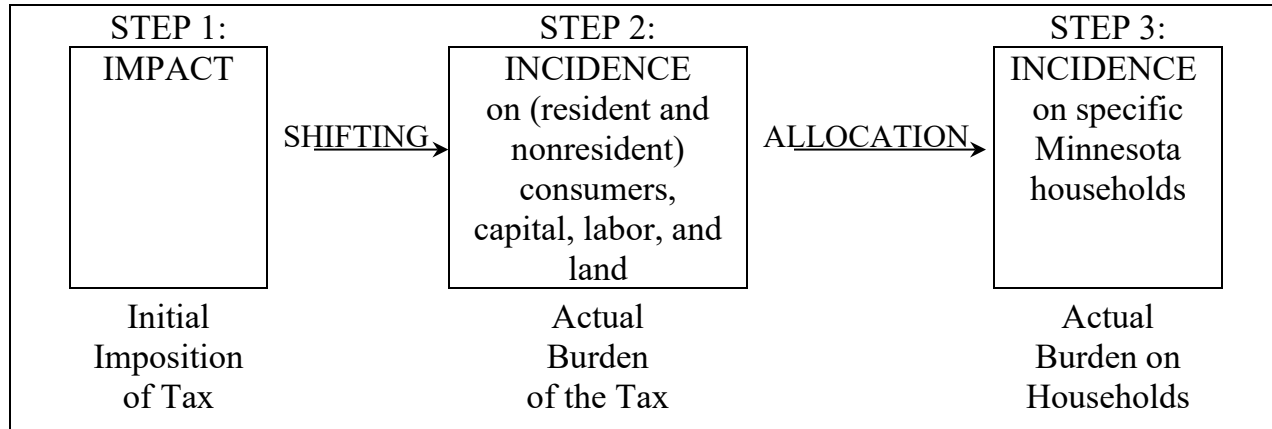 STEP 1:
IMPACT
Initial
Imposition
of Tax
SHIFTING
STEP 2:
INCIDENCE
on (resident and
nonresident)
consumers,
capital, labor, and
land
Actual
Burden
of the Tax
ALLOCATION
STEP 3:
INCIDENCE
on specific
Minnesota
households
Actual
Burden on
Households